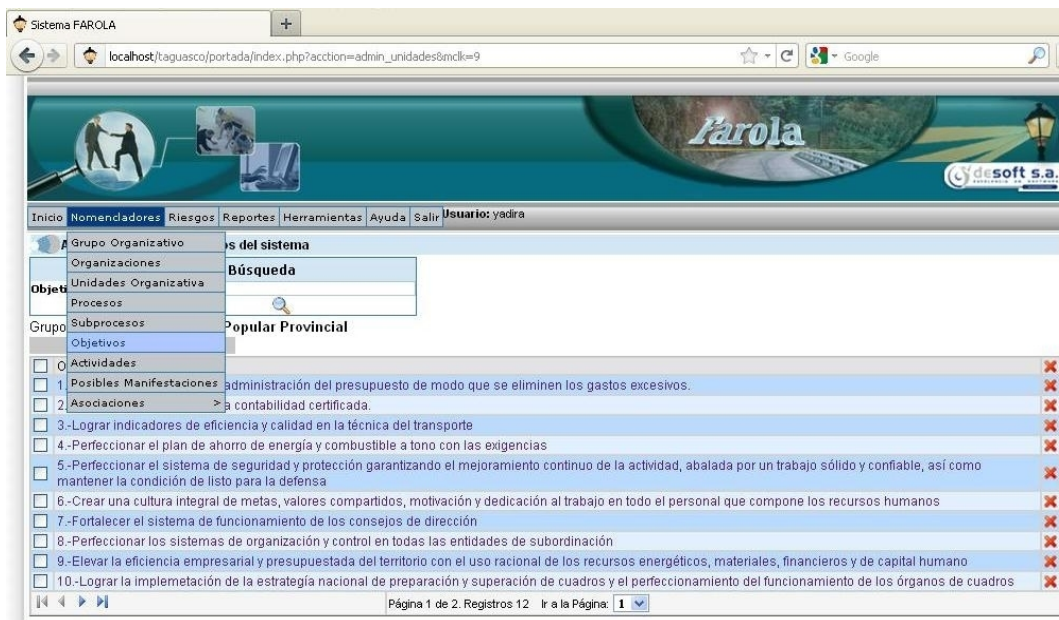 Sistema FAROLA
localhost/taguasco/portada/index.php?acction=admin_unidades&mclk=9
Google
Farola
desoft s.a.
Inicio Nomencladores Riesgos Reportes Herramientas Ayuda Salir Usuario: yadira
A
os del sistema
Grupo Organizativo
Organizaciones
Búsqueda
Unidades Organizativa
Objeti
Procesos
Subprocesos
Grupo
Popular Provincial
Objetivos
Actividades
O
Posibles Manifestaciones
1.
administración del presupuesto de modo que se eliminen los gastos excesivos.
Asociaciones >
2.
a contabilidad certificada.
3.-Lograr indicadores de eficiencia y calidad en la técnica del transporte
4.-Perfeccionar el plan de ahorro de energía y combustible a tono con las exigencias
5.-Perfeccionar el sistema de seguridad y protección garantizando el mejoramiento continuo de la actividad, abalada por un trabajo sólido y confiable, así como
mantener la condición de listo para la defensa
6.-Crear una cultura integral de metas, valores compartidos, motivación y dedicación al trabajo en todo el personal que compone los recursos humanos
7.-Fortalecer el sistema de funcionamiento de los consejos de dirección
8.-Perforccionar los sistemas de organización y control en todas las entidades de subordinación
9.-Elevar la eficiencia empresarial y presupuestada del territorio con el uso racional de los recursos energéticos, materiales, financieros y de capital humano
10.-Lograr la implemetación de la estrategía nacional de preparación y superación de cuadros y el perfeccionamiento del funcionamiento de los órganos de cuadros
Página 1 de 2. Registros 12 Ir a la Página: 1